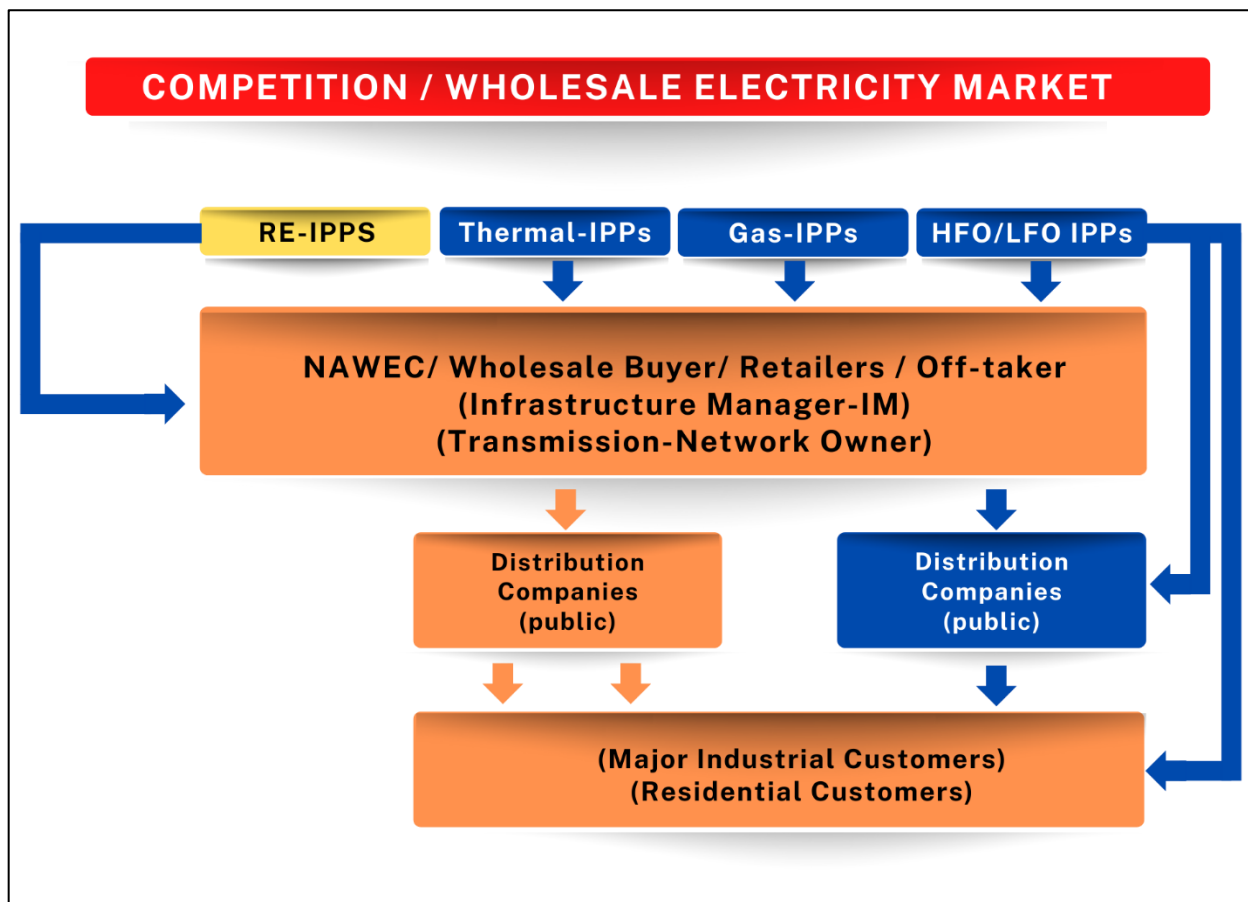 COMPETITION / WHOLESALE ELECTRICITY MARKET
RE-IPPS
Thermal-IPPs
Gas-IPPs
HFO/LFO IPPs
NAWEC/ Wholesale Buyer/ Retailers / Off-taker
(Infrastructure Manager-IM)
(Transmission-Network Owner)
Distribution
Companies
(public)
Distribution
Companies
(public)
(Major Industrial Customers)
(Residential Customers)